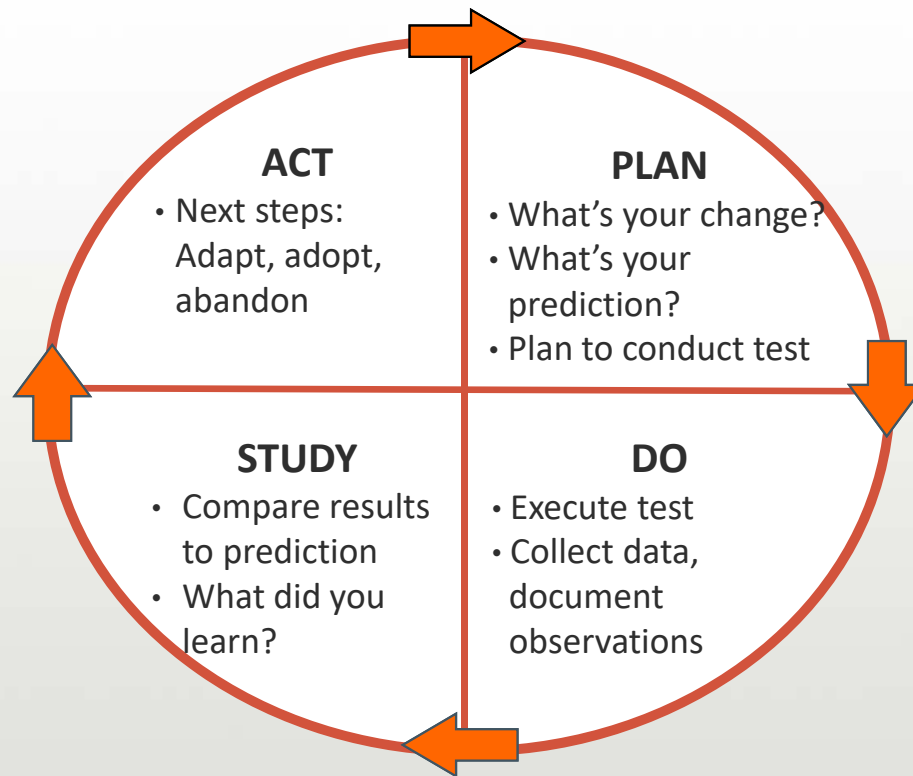 ACT
• Next steps:
Adapt, adopt,
abandon
PLAN
• What’s your change?
• What’s your
prediction?
• Plan to conduct test
STUDY
• Compare results
to prediction
• What did you
learn?
DO
• Execute test
• Collect data,
document
observations